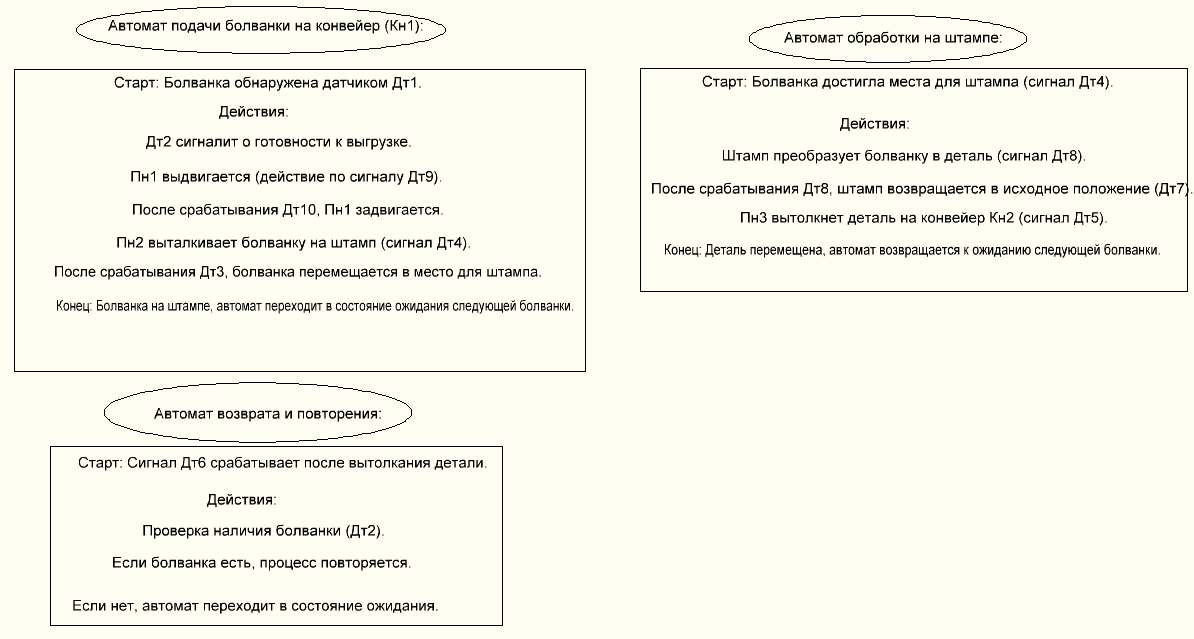 Автомат подачи болванки на конвейер (Кн1):
Старт: Болванка обнаружена датчиком Дт1.
Действия:
Дт2 сигналит о готовности к выгрузке.
Пн1 выдвигается (действие по сигналу Дт9).
После срабатывания Дт10, Пн1 задвигается.
Пн2 выталкивает болванку на штамп (сигнал Дт4).
После срабатывания Дт3, болванка перемещается в место для штампа.
Конец: Болванка на штампе, автомат переходит в состояние ожидания следующей болванки.
Автомат обработки на штампе:
Старт: Болванка достигла места для штампа (сигнал Дт4).
Действия:
Штамп преобразует болванку в деталь (сигнал Дт8).
После срабатывания Дт8, штамп возвращается в исходное положение (Дт7).
Пн3 вытолкнет деталь на конвейер Кн2 (сигнал Дт5).
Конец: Деталь перемещена, автомат возвращается к ожиданию следующей болванки.
Автомат возврата и повторения:
Старт: Сигнал Дт6 срабатывает после вытолкания детали.
Действия:
Проверка наличия болванки (Дт2).
Если болванка есть, процесс повторяется.
Если нет, автомат переходит в состояние ожидания.